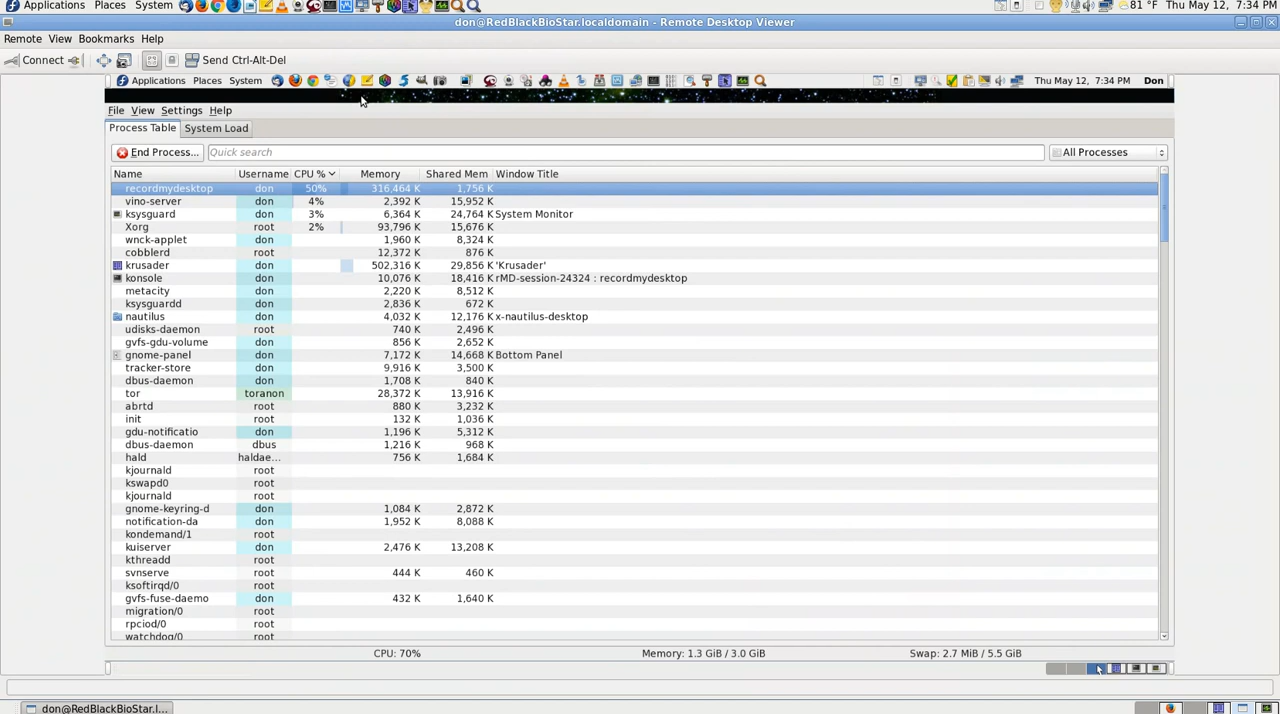 Applications Places System 81 °F Thu May 12, 7:34 PM
don@RedBlackBioStar.localdomain - Remote Desktop Viewer
Remote View Bookmarks Help
Connect Send Ctrl-Alt-Del
Applications Places System Thu May 12, 7:34 PM Don
File View Settings Help
Process Table System Load
End Process... Quick search All Processes
Name Username CPU % Memory Shared Mem Window Title
recordmydesktop don 50% 316,464 K 1,756 K
vino-server don 4% 2,392 K 15,952 K
ksysguard don 3% 6,364 K 24,764 K System Monitor
Xorg root 2% 93,796 K 15,676 K
wnck-applet don 1,960 K 8,324 K
cobblerd root 12,372 K 876 K
krusader don 502,316 K 29,856 K 'Krusader'
konsole don 10,076 K 18,416 K rMD-session-24324 : recordmydesktop
metacity don 2,220 K 8,512 K
ksysguardd don 2,836 K 672 K
nautilus don 4,032 K 12,176 K x-nautilus-desktop
udisks-daemon root 740 K 2,496 K
gvfs-gdu-volume don 856 K 2,652 K
gnome-panel don 7,172 K 14,668 K Bottom Panel
tracker-store don 9,916 K 3,500 K
dbus-daemon don 1,708 K 840 K
tor toranon 28,372 K 13,916 K
abrtd root 880 K 3,232 K
init root 132 K 1,036 K
gdu-notificatio don 1,196 K 5,312 K
dbus-daemon dbus 1,216 K 968 K
hald haldae... 756 K 1,684 K
kjournald root
kswapd0 root
kjournald root
gnome-keyring-d don 1,084 K 2,872 K
notification-da don 1,952 K 8,088 K
kondemand/1 root
kuiserver don 2,476 K 13,208 K
kthreadd root
svnserve root 444 K 460 K
ksoftirqd/0 root
gvfs-fuse-daemo don 432 K 1,640 K
migration/0 root
rpciod/0 root
watchdog/0 root
CPU: 70% Memory: 1.3 GiB / 3.0 GiB Swap: 2.7 MiB / 5.5 GiB
don@RedBlackBioStar.l...